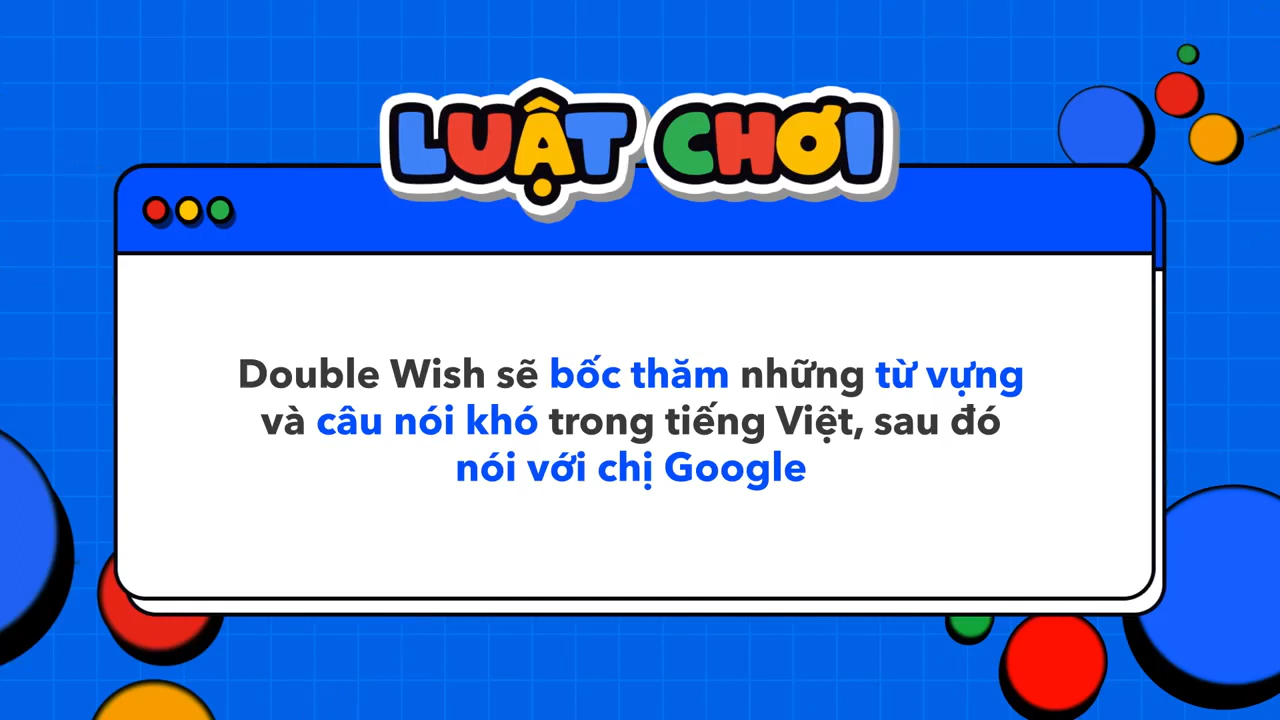 LUẬT CHƠI
Double Wish sẽ bốc thăm những từ vựng
và câu nói khó trong tiếng Việt, sau đó
nói với chị Google